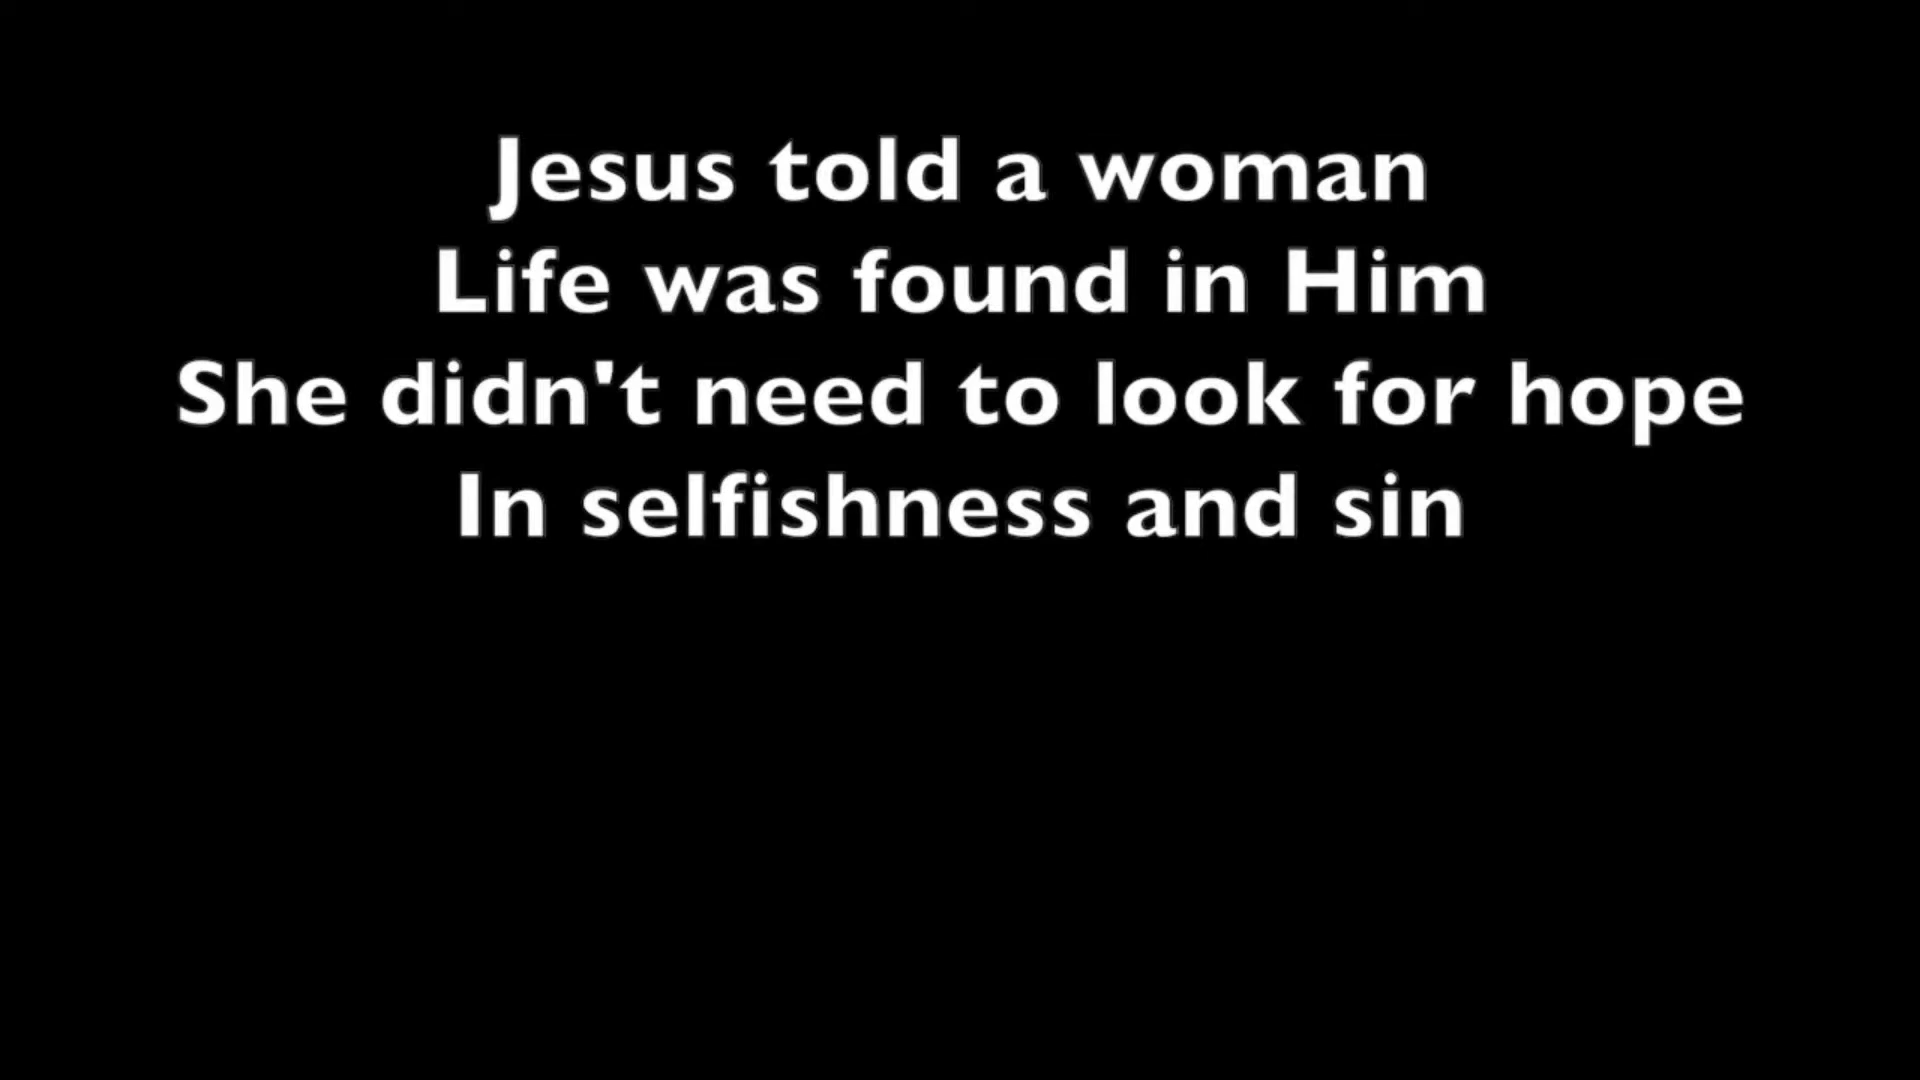 Jesus told a woman
Life was found in Him
She didn't need to look for hope
In selfishness and sin